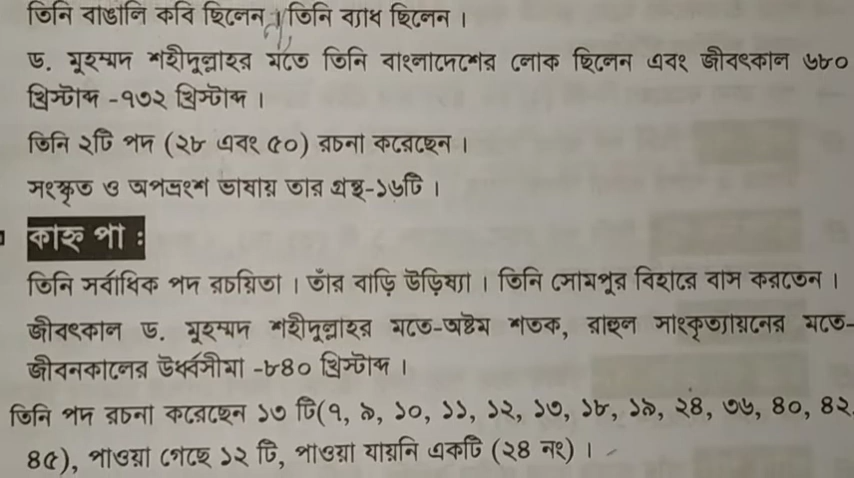 তিনি বাঙালি কবি ছিলেন। তিনি ব্যাধ ছিলেন।
ড. মুহম্মদ শহীদুল্লাহর মতে তিনি বাংলাদেশের লোক ছিলেন এবং জীবৎকাল ৬৮০
খ্রিস্টাব্দ -৭৩২ খ্রিস্টাব্দ।
তিনি ২টি পদ (২৮ এবং ৫০) রচনা করেছেন।
সংস্কৃত ও অপভ্রংশ ভাষায় তার গ্রন্থ-১৬টি।
কাহ্ন পা :
তিনি সর্বাধিক পদ রচয়িতা। তাঁর বাড়ি উড়িষ্যা। তিনি সোমপুর বিহারে বাস করতেন।
জীবৎকাল ড. মুহম্মদ শহীদুল্লাহর মতে-অষ্টম শতক, রাহুল সাংকৃত্যায়নের মতে-
জীবনকালের উর্ধ্বসীমা -৮৪০ খ্রিস্টাব্দ।
তিনি পদ রচনা করেছেন ১৩ টি(৭, ৯, ১০, ১১, ১২, ১৩, ১৮, ১৯, ২৪, ৩৬, ৪০, ৪২,
৪৫), পাওয়া গেছে ১২ টি, পাওয়া যায়নি একটি (২৪ নং)।